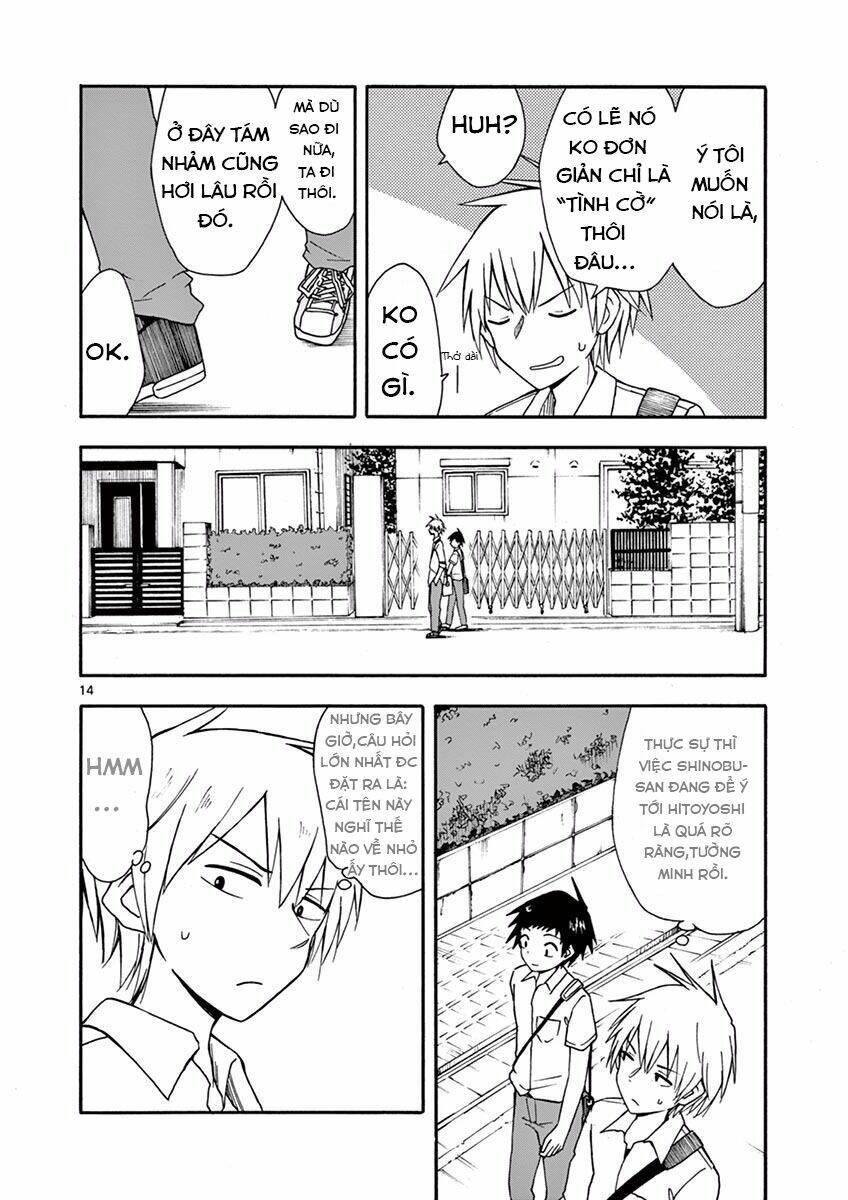 Ý TÔI
MUỐN
NÓI LÀ,
CÓ LẼ NÓ
KO ĐƠN
GIẢN CHỈ LÀ
"TÌNH CỜ"
THÔI
ĐÂU...
HUH?
Thở dài
KO
CÓ
GÌ.
MÀ DÙ
SAO ĐI
NỮA,
TA ĐI
THÔI.
Ở ĐÂY TÁM
NHẢM CŨNG
HƠI LÂU RỒI
ĐÓ.
OK.
14
THỰC SỰ THÌ
VIỆC SHINOBU-
SAN ĐANG ĐỂ Ý
TỚI HITOYOSHI
LÀ QUÁ RÕ
RÀNG,TƯỜNG
MINH RỒI.
NHƯNG BÂY
GIỜ,CÂU HỎI
LỚN NHẤT ĐC
ĐẶT RA LÀ:
CÁI TÊN NÀY
NGHĨ THẾ
NÀO VỀ NHỎ
ẤY THÔI...
HMM
...